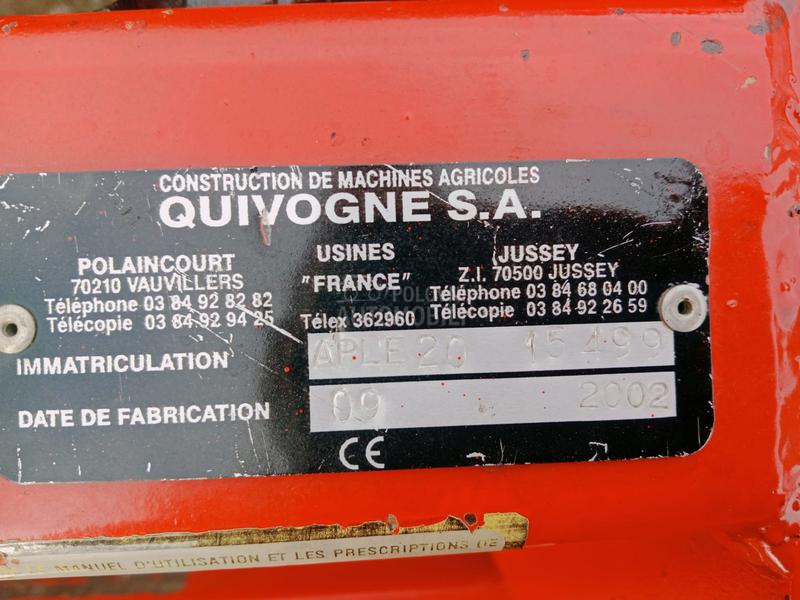 CONSTRUCTION DE MACHINES AGRICOLES
QUIVOGNE S.A.
POLAINCOURT
70210 VAUVILLERS
Téléphone 03 84 92 82 82
Télécopie 03 84 92 94 25
USINES
"FRANCE"
Télex 362960
JUSSEY
Z.I. 70500 JUSSEY
Téléphone 03 84 68 04 00
Télécopie 03 84 92 26 59
IMMATRICULATION APLE20 15499
DATE DE FABRICATION 09 2002
CE
MANUEL D'UTILISATION ET LES PRESCRIPTIONS DE